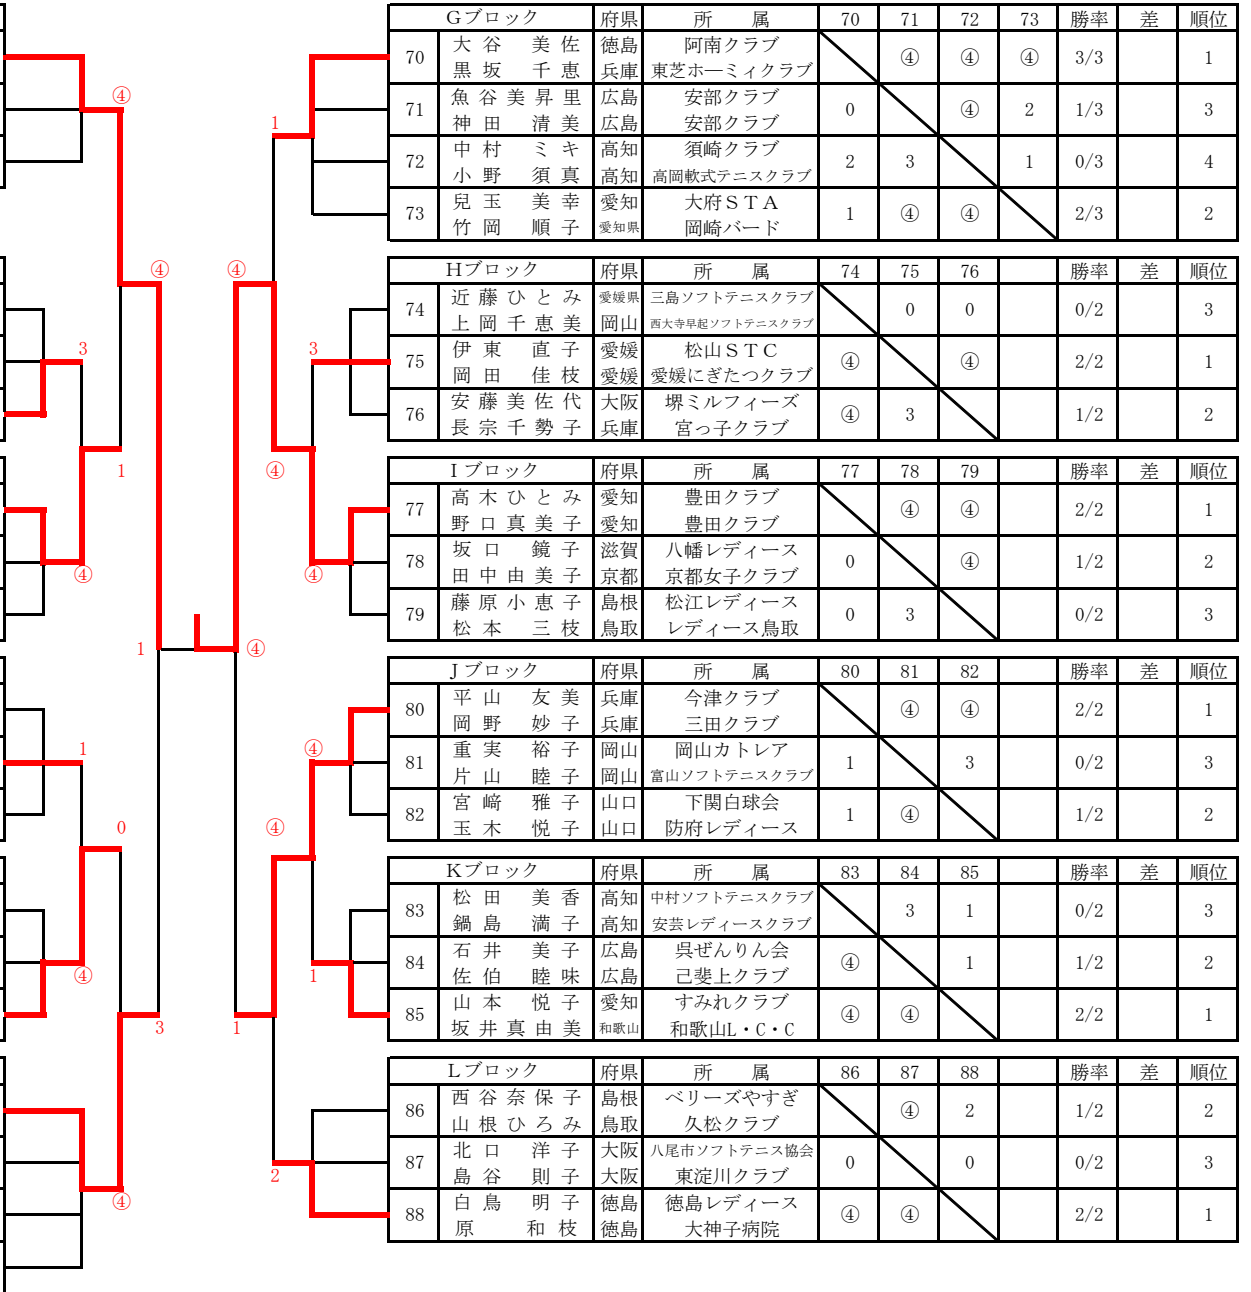 Gブロック 府県 所 属 70 71 72 73 勝率 差 順位
70 大谷 美佐 徳島 阿南クラブ ④ ④ ④ 3/3 1
黒坂 千恵 兵庫 東芝ホーミィクラブ
71 魚谷美昇里 広島 安部クラブ 0 ④ 2 1/3 3
神田 清美 広島 安部クラブ
72 中村 ミキ 高知 須崎クラブ 2 3 1 0/3 4
小野 須真 高知 高岡軟式テニスクラブ
73 兒玉 美幸 愛知 大府STA 1 ④ ④ 2/3 2
竹岡 順子 愛知県 岡崎バード
Hブロック 府県 所 属 74 75 76 勝率 差 順位
74 近藤ひとみ 愛媛県 三島ソフトテニスクラブ 0 0 0/2 3
上岡千恵美 岡山 西大寺早起ソフトテニスクラブ
75 伊東 直子 愛媛 松山STC ④ ④ 2/2 1
岡田 佳枝 愛媛 愛媛にぎたつクラブ
76 安藤美佐代 大阪 堺ミルフィーズ ④ 3 1/2 2
長宗千勢子 兵庫 宮っ子クラブ
Iブロック 府県 所 属 77 78 79 勝率 差 順位
77 高木ひとみ 愛知 豊田クラブ ④ ④ 2/2 1
野口真美子 愛知 豊田クラブ
78 坂口 鏡子 滋賀 八幡レディース 0 ④ 1/2 2
田中由美子 京都 京都女子クラブ
79 藤原小恵子 島根 松江レディース 0 3 0/2 3
松本 三枝 鳥取 レディース鳥取
Jブロック 府県 所 属 80 81 82 勝率 差 順位
80 平山 友美 兵庫 今津クラブ ④ ④ 2/2 1
岡野 妙子 兵庫 三田クラブ
81 重実 裕子 岡山 岡山カトレア 1 3 0/2 3
片山 睦子 岡山 富山ソフトテニスクラブ
82 宮﨑 雅子 山口 下関白球会 1 ④ 1/2 2
玉木 悦子 山口 防府レディース
Kブロック 府県 所 属 83 84 85 勝率 差 順位
83 松田 美香 高知 中村ソフトテニスクラブ 3 1 0/2 3
鍋島 満子 高知 安芸レディースクラブ
84 石井 美子 広島 呉ぜんりん会 ④ 1 1/2 2
佐伯 睦味 広島 己斐上クラブ
85 山本 悦子 愛知 すみれクラブ ④ ④ 2/2 1
坂井真由美 和歌山 和歌山L・C・C
Lブロック 府県 所 属 86 87 88 勝率 差 順位
86 西谷奈保子 島根 ベリーズやすぎ ④ 2 1/2 2
山根ひろみ 鳥取 久松クラブ
87 北口 洋子 大阪 八尾市ソフトテニス協会 0 0 0/2 3
島谷 則子 大阪 東淀川クラブ
88 白鳥 明子 徳島 徳島レディース ④ ④ 2/2 1
原 和枝 徳島 大神子病院
④
1
④ ④
3 3
1 ④
④ ④
1 ④
1 ④
0 ④
④ 1
3 1
④ 2